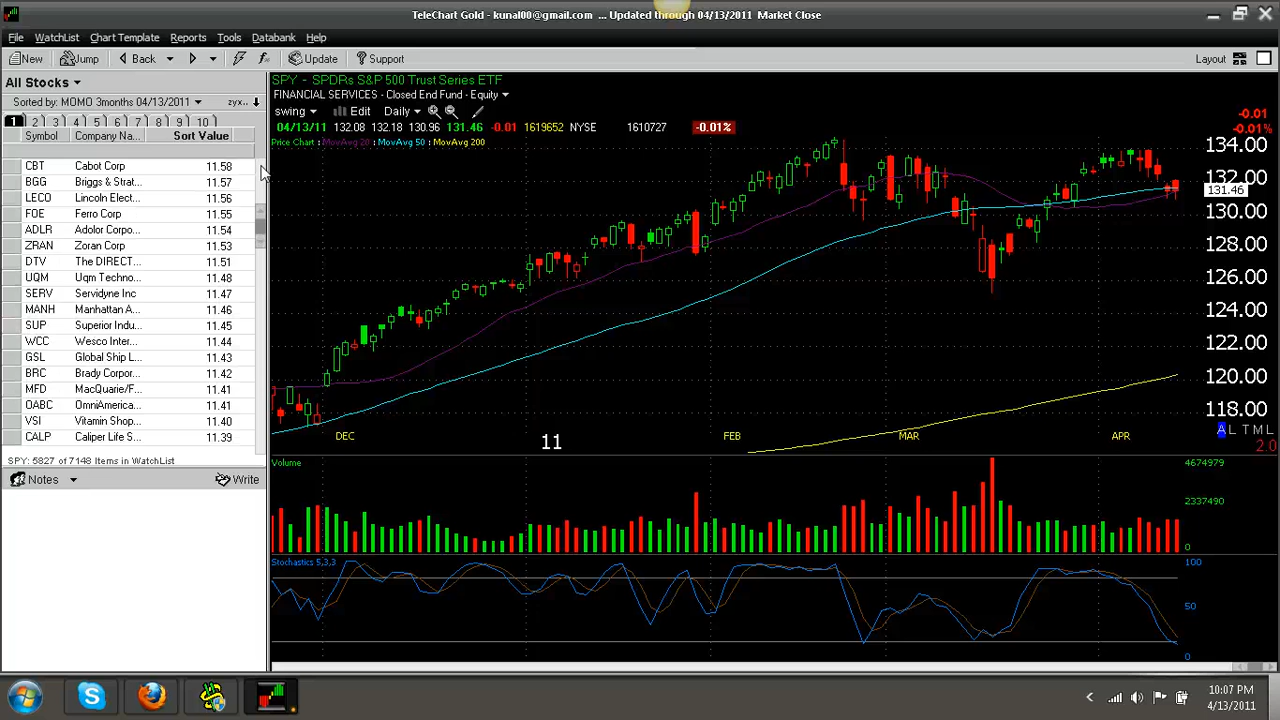 TeleChart Gold - kunal00@gmail.com ... Updated through 04/13/2011 Market Close
File WatchList Chart Template Reports Tools Databank Help
New Jump Back Update Support Layout
All Stocks
Sorted by: MOMO 3months 04/13/2011 zyx..
1 2 3 4 5 6 7 8 9 10
Symbol Company Na... Sort Value
CBT Cabot Corp 11.58
BGG Briggs & Strat... 11.57
LECO Lincoln Elect... 11.56
FOE Ferro Corp 11.55
ADLR Adolor Corpo... 11.54
ZRAN Zoran Corp 11.53
DTV The DIRECT... 11.51
UQM Uqm Techno... 11.48
SERV Servidyne Inc 11.47
MANH Manhattan A... 11.46
SUP Superior Indu... 11.45
WCC Wesco Inter... 11.44
GSL Global Ship L... 11.43
BRC Brady Corpor... 11.42
MFD MacQuarie/F... 11.41
OABC OmniAmerica... 11.41
VSI Vitamin Shop... 11.40
CALP Caliper Life S... 11.39
SPY: 5827 of 7148 Items in WatchList
Notes Write
SPY - SPDRs S&P 500 Trust Series ETF
FINANCIAL SERVICES - Closed End Fund - Equity
swing Edit Daily
04/13/11 132.08 132.18 130.96 131.46 -0.01 1619652 NYSE 1610727 -0.01%
-0.01
-0.01%
Price Chart : MovAvg 20 : MovAvg 50 : MovAvg 200
134.00
132.00
131.46
130.00
128.00
126.00
124.00
122.00
120.00
118.00
DEC 11 FEB MAR APR
A L T M L
2.0
Volume
4674979
2337490
0
Stochastics 5,3,3
100
50
0
10:07 PM
4/13/2011